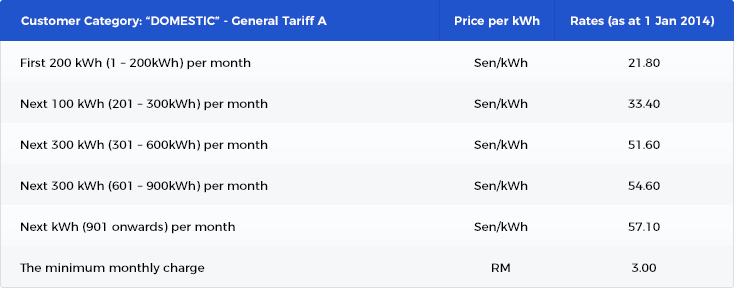 Customer Category: “DOMESTIC” - General Tariff A Price per kWh Rates (as at 1 Jan 2014)
First 200 kWh (1 – 200kWh) per month Sen/kWh 21.80
Next 100 kWh (201 – 300kWh) per month Sen/kWh 33.40
Next 300 kWh (301 – 600kWh) per month Sen/kWh 51.60
Next 300 kWh (601 – 900kWh) per month Sen/kWh 54.60
Next kWh (901 onwards) per month Sen/kWh 57.10
The minimum monthly charge RM 3.00